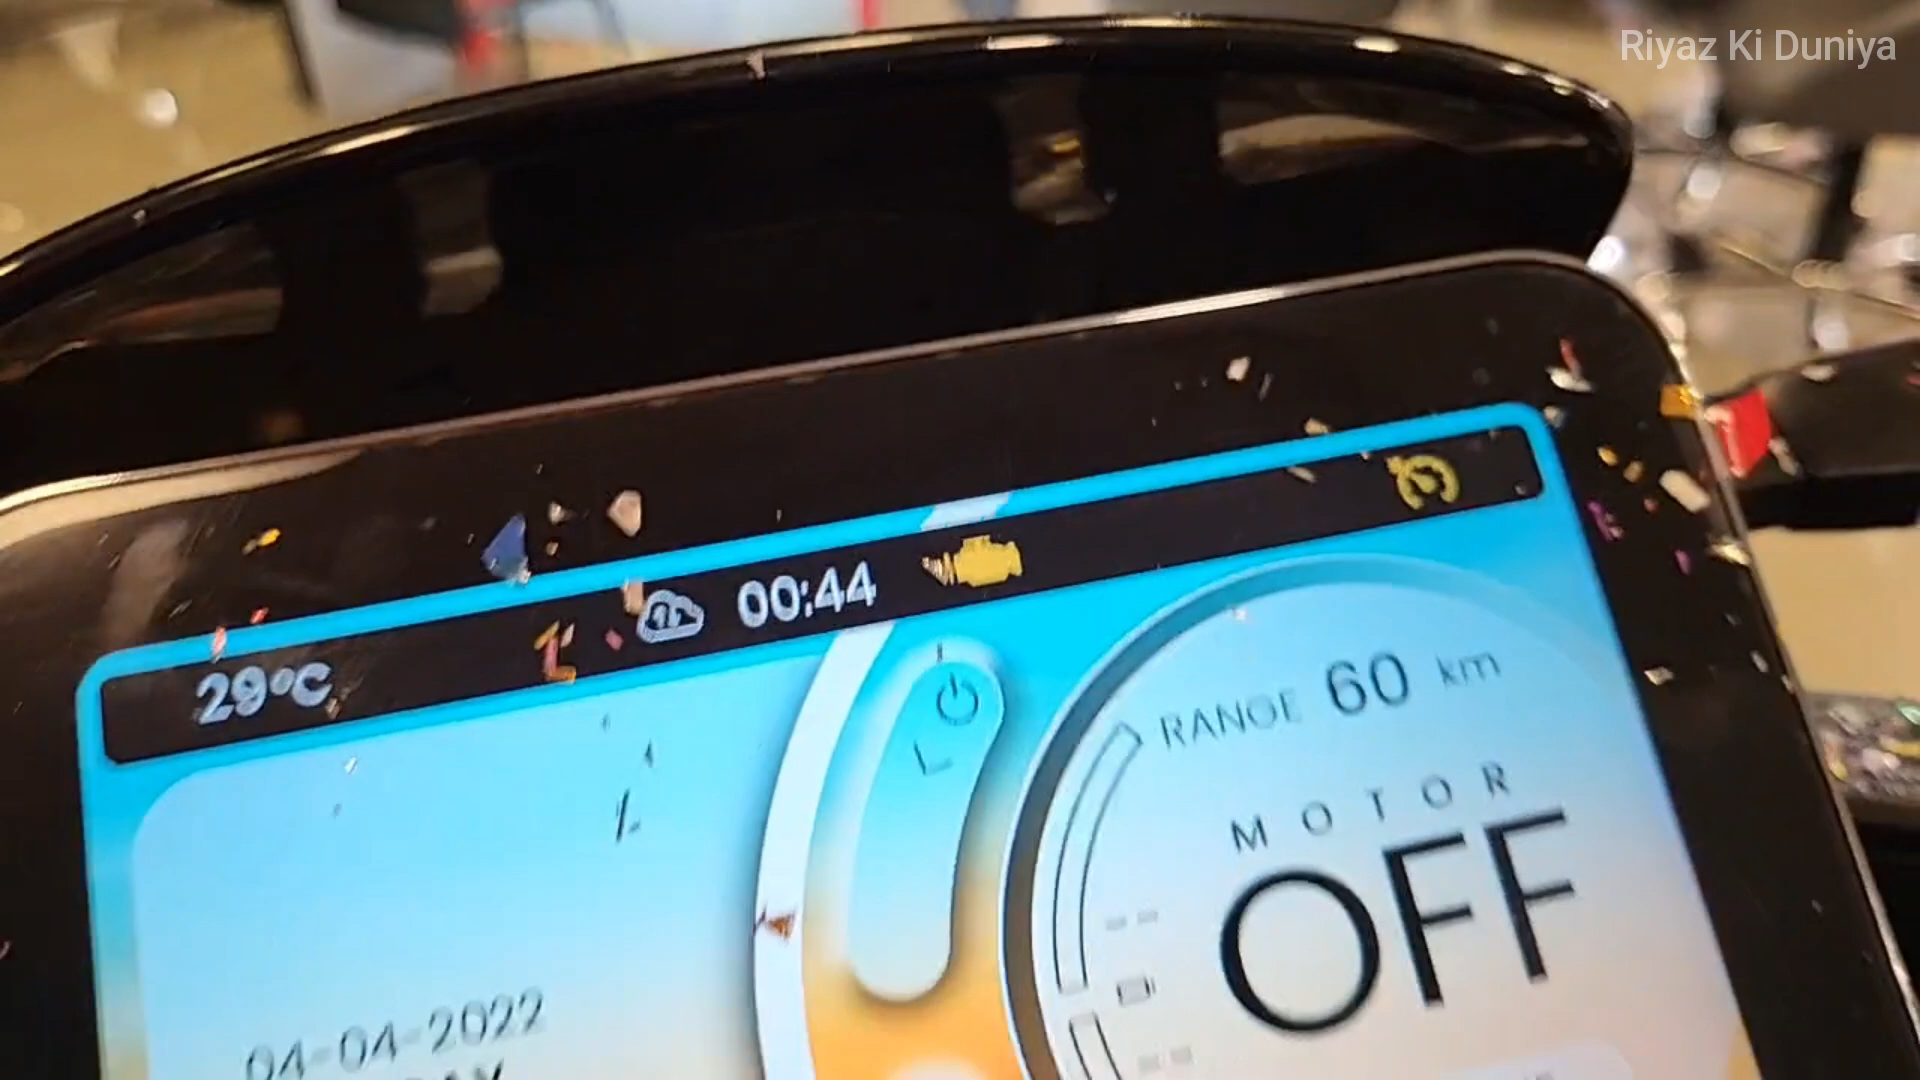 Riyaz Ki Duniya
29°C
00:44
RANGE 60 km
MOTOR
OFF
04-04-2022